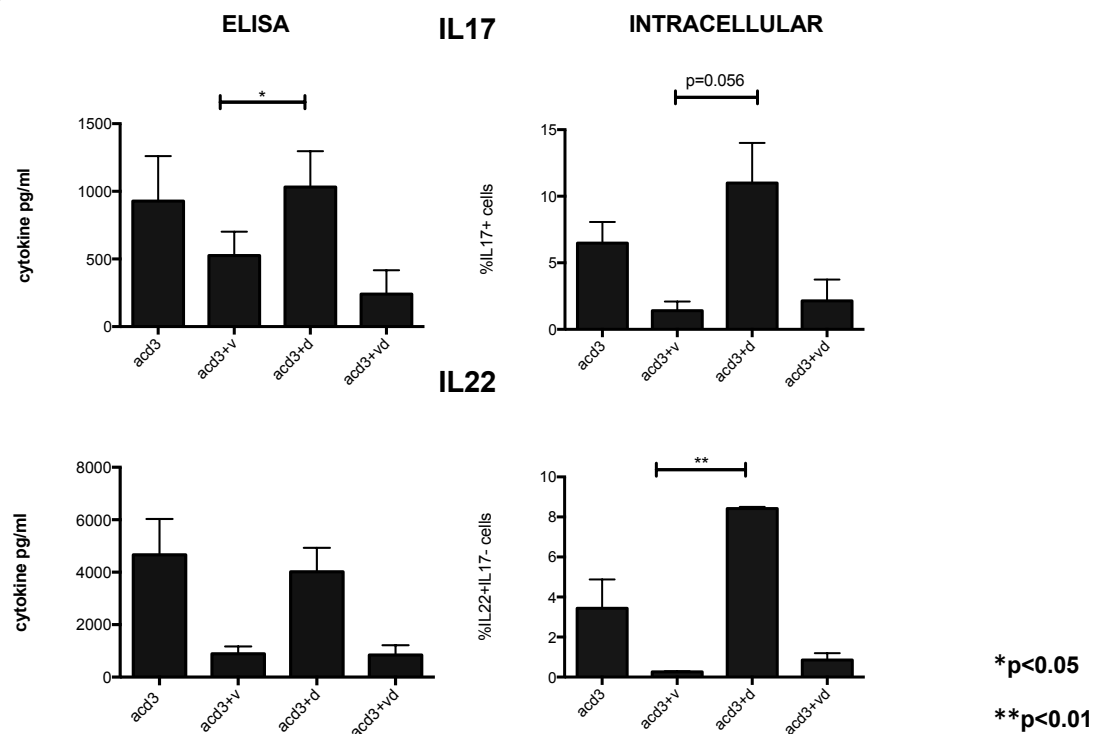 ELISA
IL17
INTRACELLULAR
*
p=0.056
cytokine pg/ml
1500
1000
500
0
acd3
acd3+v
acd3+d
acd3+vd
%IL17+ cells
15
10
5
0
acd3
acd3+v
acd3+d
acd3+vd
IL22
cytokine pg/ml
8000
6000
4000
2000
0
acd3
acd3+v
acd3+d
acd3+vd
**
%IL22+IL17- cells
10
8
6
4
2
0
acd3
acd3+v
acd3+d
acd3+vd
*p<0.05
**p<0.01